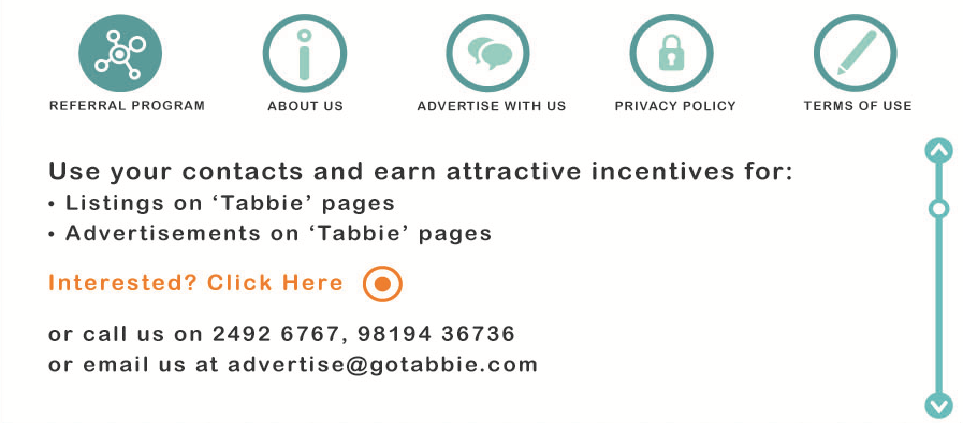 REFERRAL PROGRAM ABOUT US ADVERTISE WITH US PRIVACY POLICY TERMS OF USE
Use your contacts and earn attractive incentives for:
• Listings on ‘Tabbie’ pages
• Advertisements on ‘Tabbie’ pages
Interested? Click Here
or call us on 2492 6767, 98194 36736
or email us at advertise@gotabbie.com